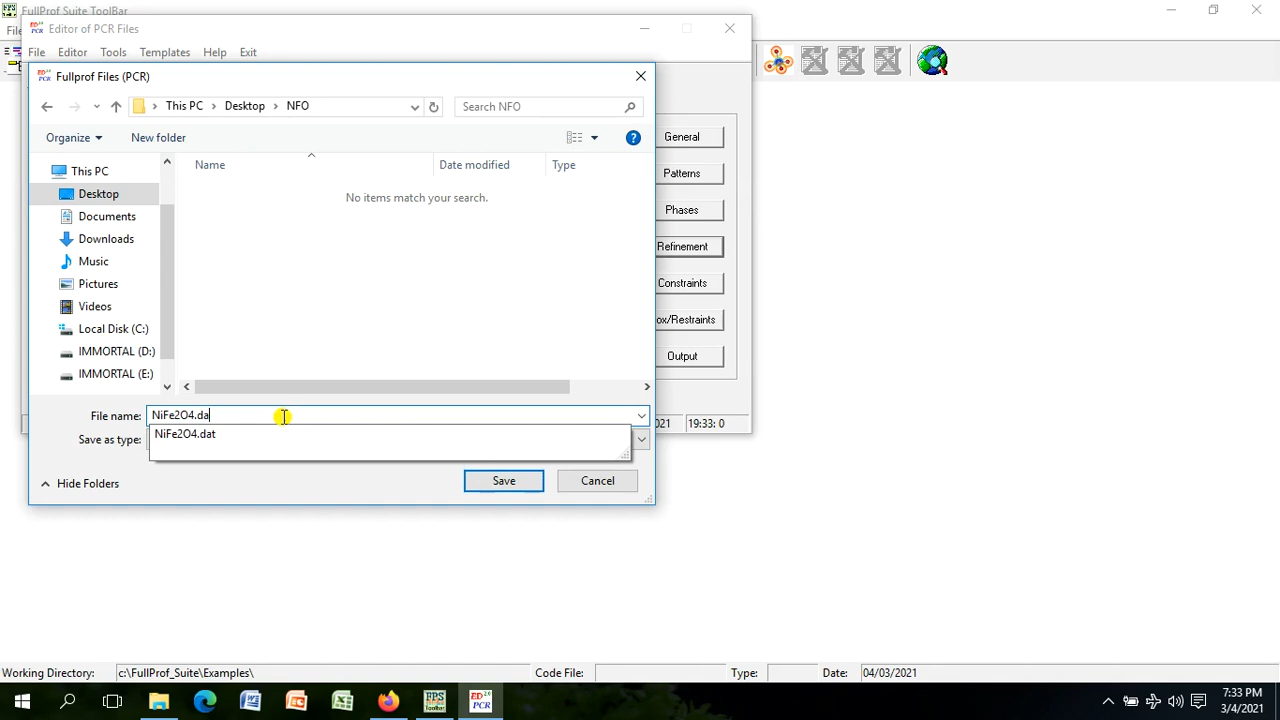 FullProf Suite ToolBar
Editor of PCR Files
File Editor Tools Templates Help Exit
Fullprof Files (PCR)
This PC > Desktop > NFO
Search NFO
Organize New folder
Name Date modified Type
No items match your search.
This PC
Desktop
Documents
Downloads
Music
Pictures
Videos
Local Disk (C:)
IMMORTAL (D:)
IMMORTAL (E:)
General
Patterns
Phases
Refinement
Constraints
ox/Restraints
Output
File name: NiFe2O4.da
Save as type:
NiFe2O4.dat
021 19:33: 0
Hide Folders
Save Cancel
Working Directory: c:\FullProf_Suite\Examples\ Code File: Type: Date: 04/03/2021
7:33 PM
3/4/2021